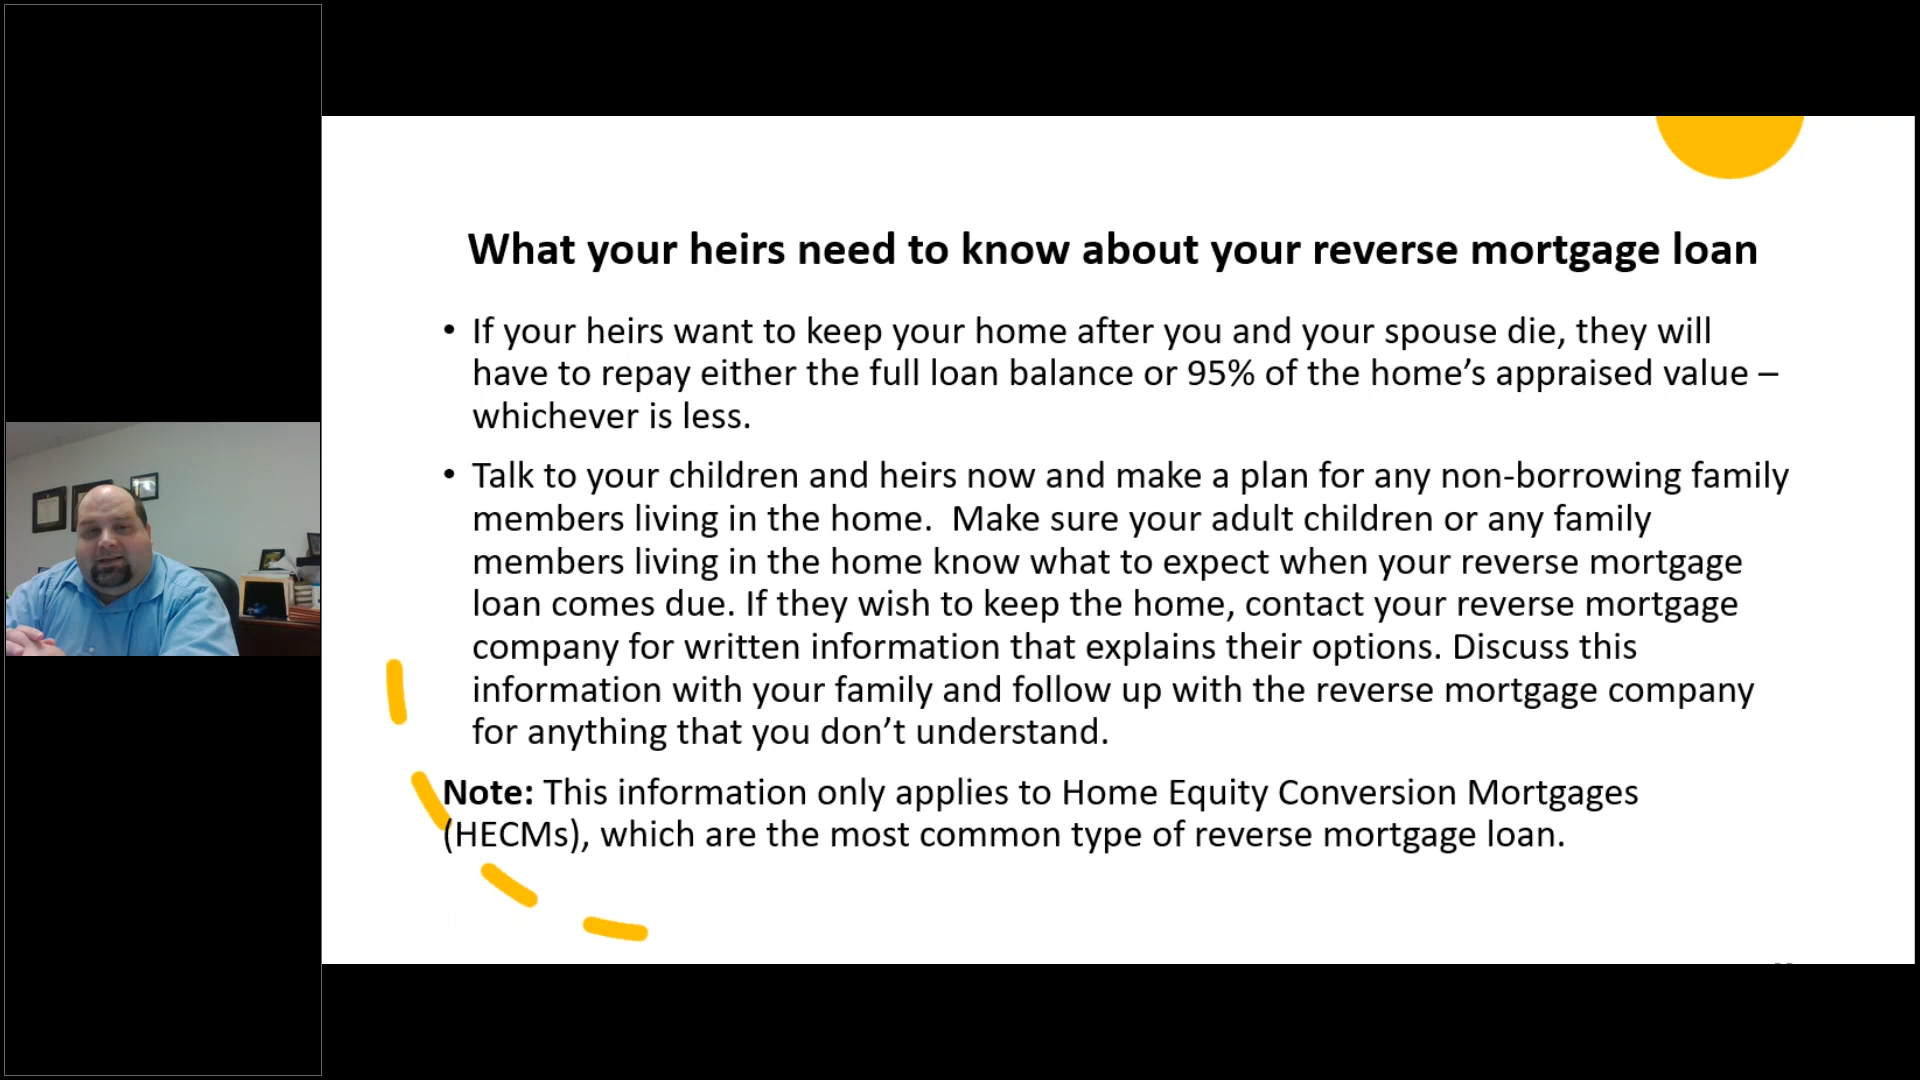 What your heirs need to know about your reverse mortgage loan
• If your heirs want to keep your home after you and your spouse die, they will
have to repay either the full loan balance or 95% of the home’s appraised value –
whichever is less.
• Talk to your children and heirs now and make a plan for any non-borrowing family
members living in the home.  Make sure your adult children or any family
members living in the home know what to expect when your reverse mortgage
loan comes due. If they wish to keep the home, contact your reverse mortgage
company for written information that explains their options. Discuss this
information with your family and follow up with the reverse mortgage company
for anything that you don’t understand.
Note: This information only applies to Home Equity Conversion Mortgages
(HECMs), which are the most common type of reverse mortgage loan.